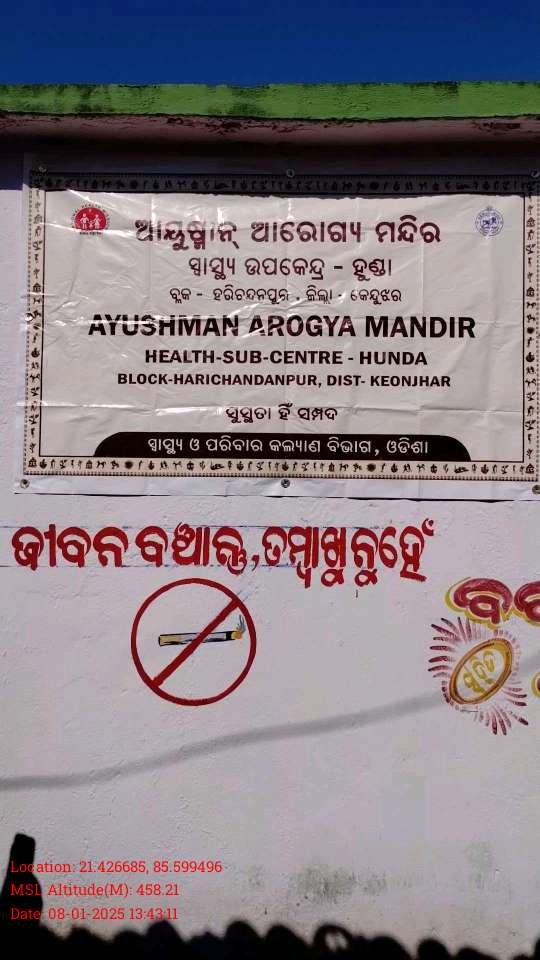 ଆୟୁଷ୍ମାନ୍ ଆରୋଗ୍ୟ ମନ୍ଦିର
ସ୍ୱାସ୍ଥ୍ୟ ଉପକେନ୍ଦ୍ର - ହୁଣ୍ଡା
ବ୍ଲକ - ହରିଚନ୍ଦନପୁର , ଜିଲ୍ଲା - କେନ୍ଦୁଝର
AYUSHMAN AROGYA MANDIR
HEALTH-SUB-CENTRE - HUNDA
BLOCK-HARICHANDANPUR, DIST- KEONJHAR
ସୁସ୍ଥତା ହିଁ ସମ୍ପଦ
ସ୍ୱାସ୍ଥ୍ୟ ଓ ପରିବାର କଲ୍ୟାଣ ବିଭାଗ, ଓଡିଶା
ଜୀବନ ବଞ୍ଚାନ୍ତୁ, ତମ୍ବାଖୁ ନୁହେଁ
Location: 21.426685, 85.599496
MSL Altitude(M): 458.21
Date: 08-01-2025 13:43:11